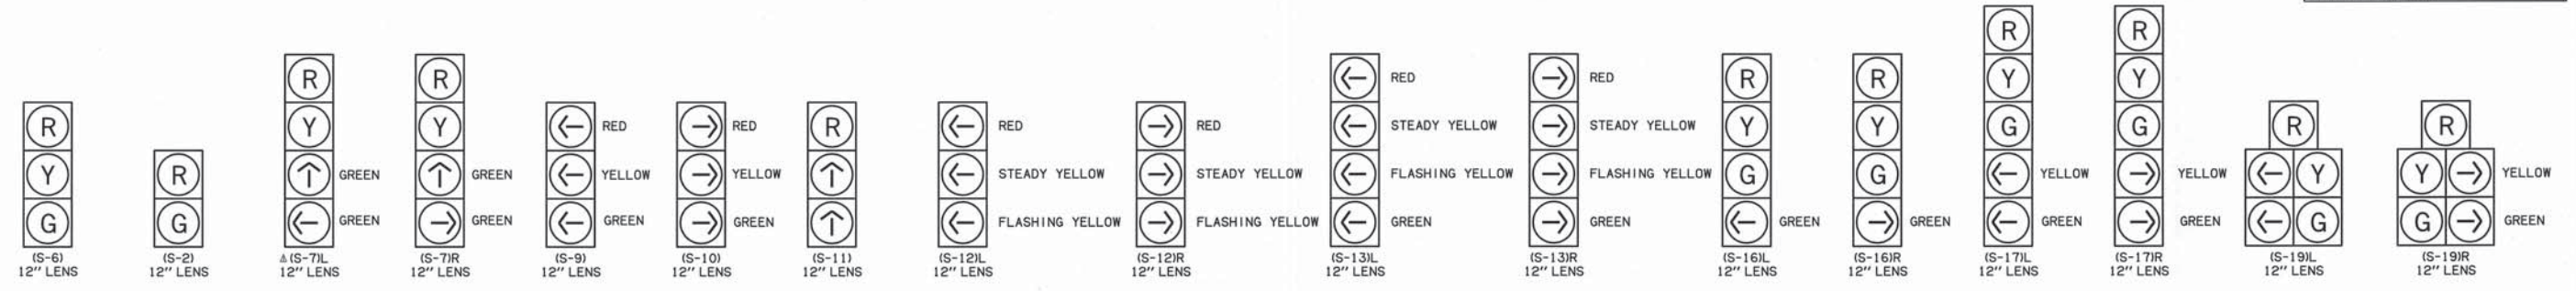 R
Y
G
(S-6)
12" LENS
R
G
(S-2)
12" LENS
R
Y
↑ GREEN
← GREEN
⚠(S-7)L
12" LENS
R
Y
↑ GREEN
→ GREEN
(S-7)R
12" LENS
← RED
← YELLOW
← GREEN
(S-9)
12" LENS
→ RED
→ YELLOW
→ GREEN
(S-10)
12" LENS
R
↑
↑
(S-11)
12" LENS
← RED
← STEADY YELLOW
← FLASHING YELLOW
(S-12)L
12" LENS
→ RED
→ STEADY YELLOW
→ FLASHING YELLOW
(S-12)R
12" LENS
← RED
← STEADY YELLOW
← FLASHING YELLOW
← GREEN
(S-13)L
12" LENS
→ RED
→ STEADY YELLOW
→ FLASHING YELLOW
→ GREEN
(S-13)R
12" LENS
R
Y
G
← GREEN
(S-16)L
12" LENS
R
Y
G
→ GREEN
(S-16)R
12" LENS
R
Y
G
← YELLOW
← GREEN
(S-17)L
12" LENS
R
Y
G
→ YELLOW
→ GREEN
(S-17)R
12" LENS
R
← Y
← G
(S-19)L
12" LENS
R
Y → YELLOW
G → GREEN
(S-19)R
12" LENS